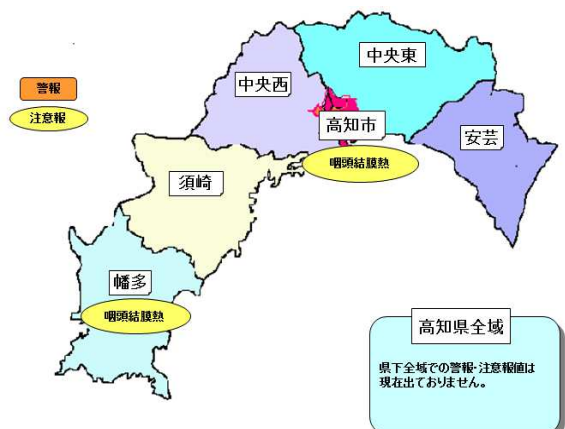 警報
注意報
中央東
中央西
高知市
安芸
咽頭結膜熱
須崎
幡多
咽頭結膜熱
高知県全域
県下全域での警報・注意報値は
現在出ておりません。